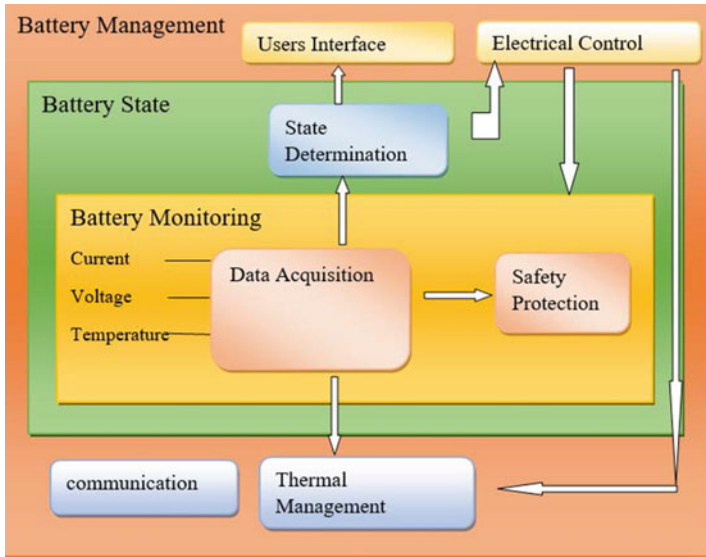 Battery Management
Users Interface
Electrical Control
Battery State
State
Determination
Battery Monitoring
Current
Voltage
Temperature
Data Acquisition
Safety
Protection
communication
Thermal
Management